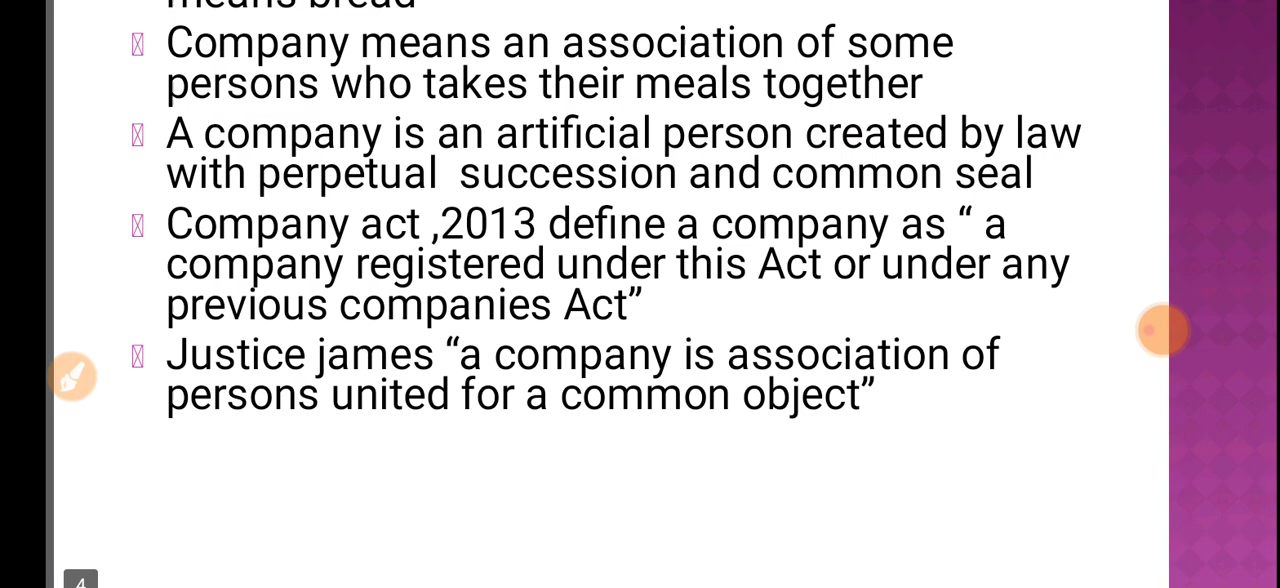 means bread
Company means an association of some
persons who takes their meals together
A company is an artificial person created by law
with perpetual  succession and common seal
Company act ,2013 define a company as “ a
company registered under this Act or under any
previous companies Act”
Justice james “a company is association of
persons united for a common object”
4